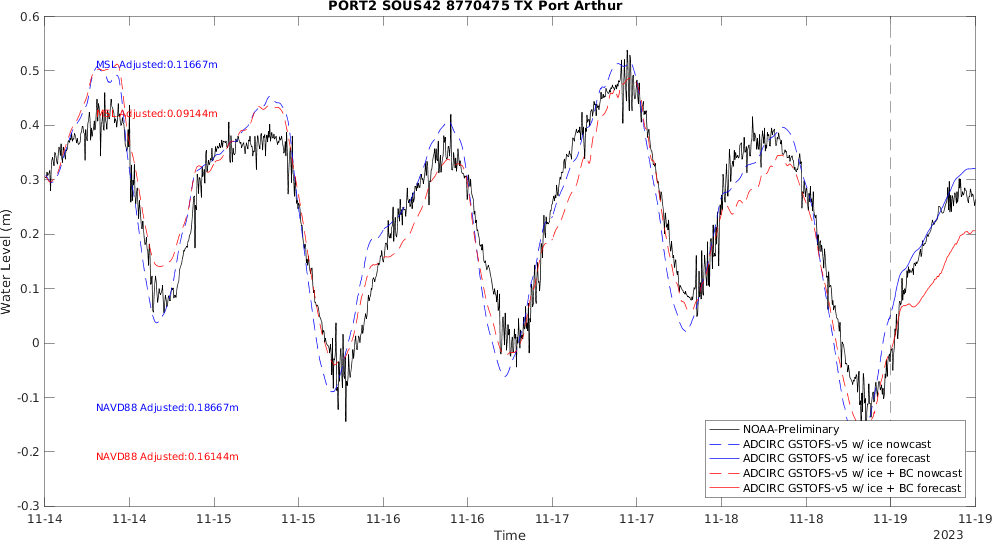 PORT2 SOUS42 8770475 TX Port Arthur
0.6
0.5
0.4
0.3
0.2
0.1
0
-0.1
-0.2
-0.3
Water Level (m)
MSL Adjusted:0.11667m
MSL Adjusted:0.09144m
NAVD88 Adjusted:0.18667m
NAVD88 Adjusted:0.16144m
NOAA-Preliminary
ADCIRC GSTOFS-v5 w/ ice nowcast
ADCIRC GSTOFS-v5 w/ ice forecast
ADCIRC GSTOFS-v5 w/ ice + BC nowcast
ADCIRC GSTOFS-v5 w/ ice + BC forecast
11-14 11-14 11-15 11-15 11-16 11-16 11-17 11-17 11-18 11-18 11-19 11-19
Time
2023